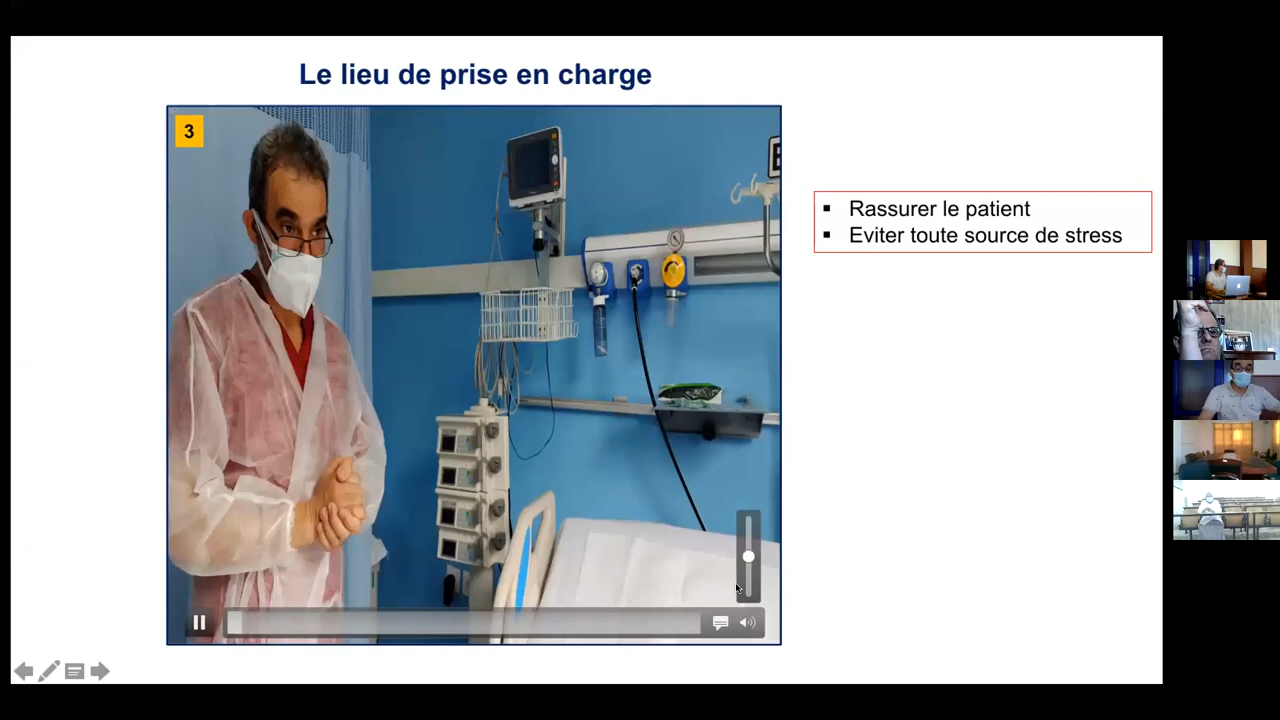 Le lieu de prise en charge
3
▪ Rassurer le patient
▪ Eviter toute source de stress